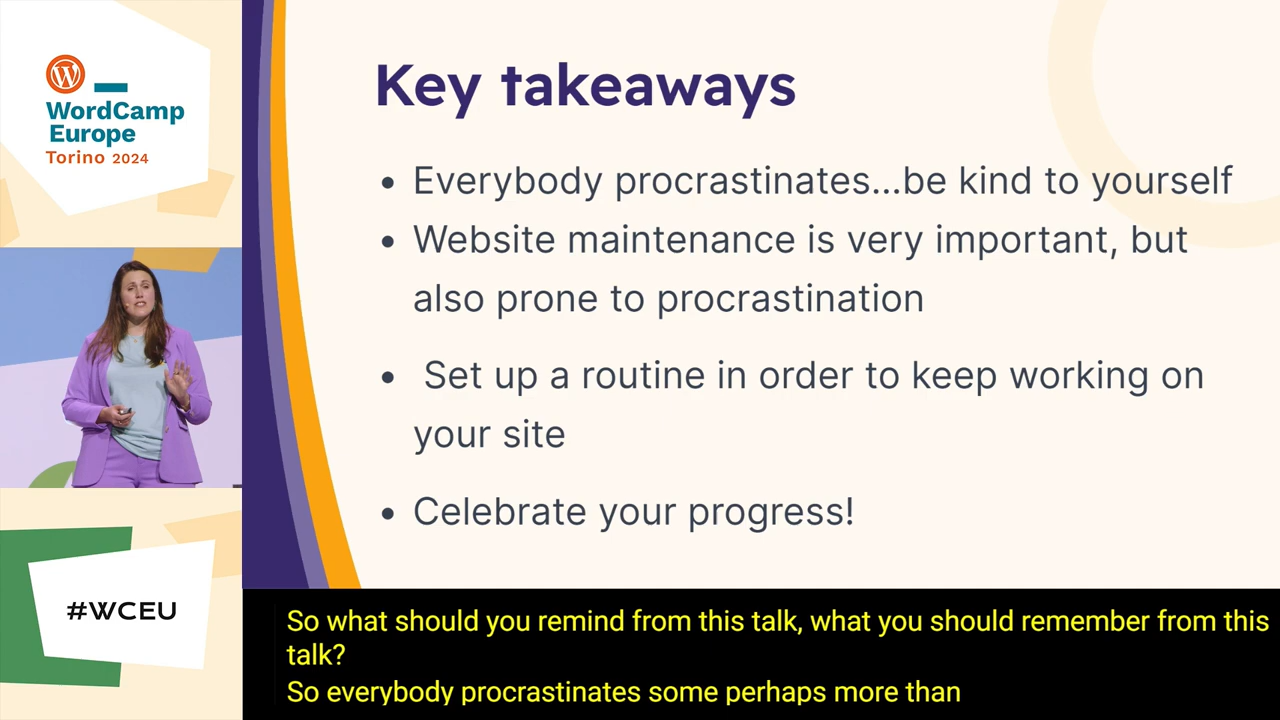 WordCamp
Europe
Torino 2024
#WCEU
Key takeaways
• Everybody procrastinates...be kind to yourself
• Website maintenance is very important, but
also prone to procrastination
• Set up a routine in order to keep working on
your site
• Celebrate your progress!
So what should you remind from this talk, what you should remember from this
talk?
So everybody procrastinates some perhaps more than